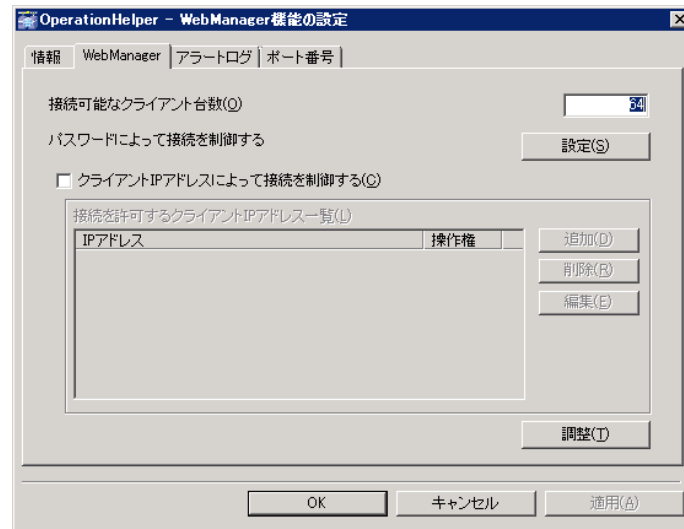 OperationHelper - WebManager機能の設定
情報 WebManager アラートログ ポート番号
接続可能なクライアント台数(O) 64
パスワードによって接続を制御する 設定(S)
クライアントIPアドレスによって接続を制御する(C)
接続を許可するクライアントIPアドレス一覧(L)
IPアドレス 操作権 追加(D)
削除(R)
編集(E)
調整(T)
OK キャンセル 適用(A)